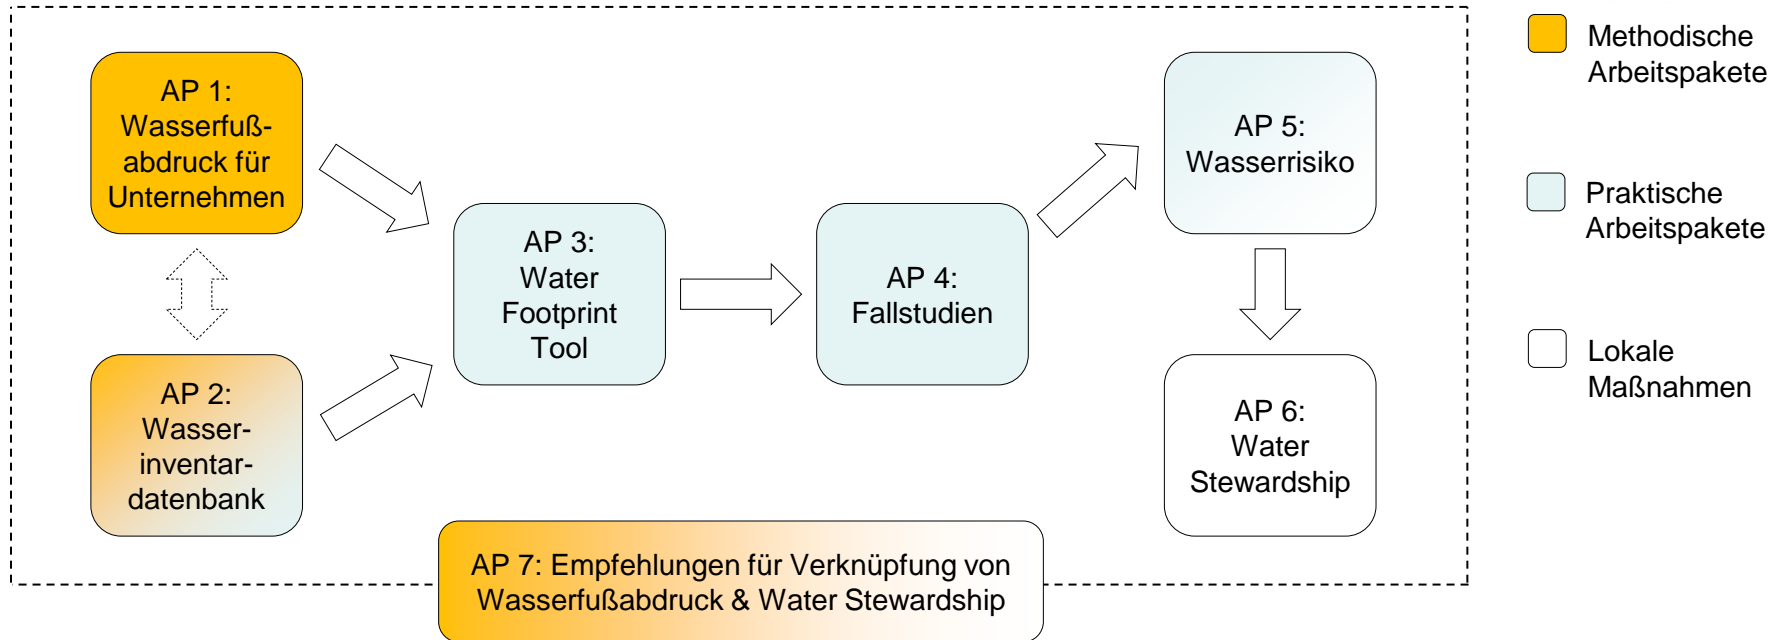 AP 1:
Wasserfuß-
abdruck für
Unternehmen
AP 2:
Wasser-
inventar-
datenbank
AP 3:
Water
Footprint
Tool
AP 4:
Fallstudien
AP 5:
Wasserrisiko
AP 6:
Water
Stewardship
AP 7: Empfehlungen für Verknüpfung von
Wasserfußabdruck & Water Stewardship
Methodische
Arbeitspakete
Praktische
Arbeitspakete
Lokale
Maßnahmen